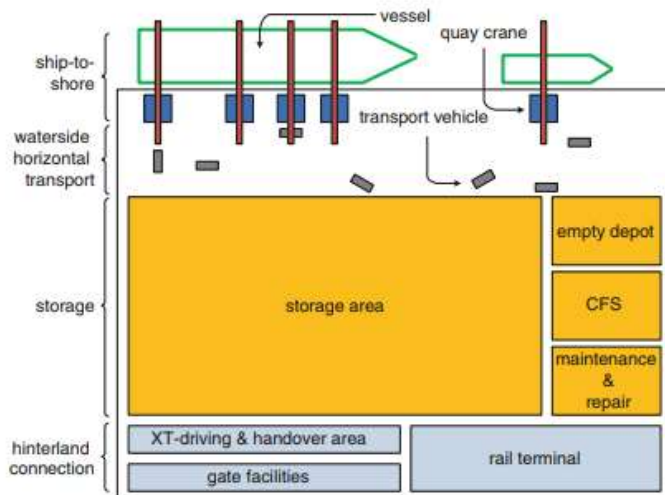 vessel
quay crane
ship-to-
shore
transport vehicle
waterside
horizontal
transport
empty depot
storage
storage area
CFS
maintenance
&
repair
hinterland
connection
XT-driving & handover area
gate facilities
rail terminal